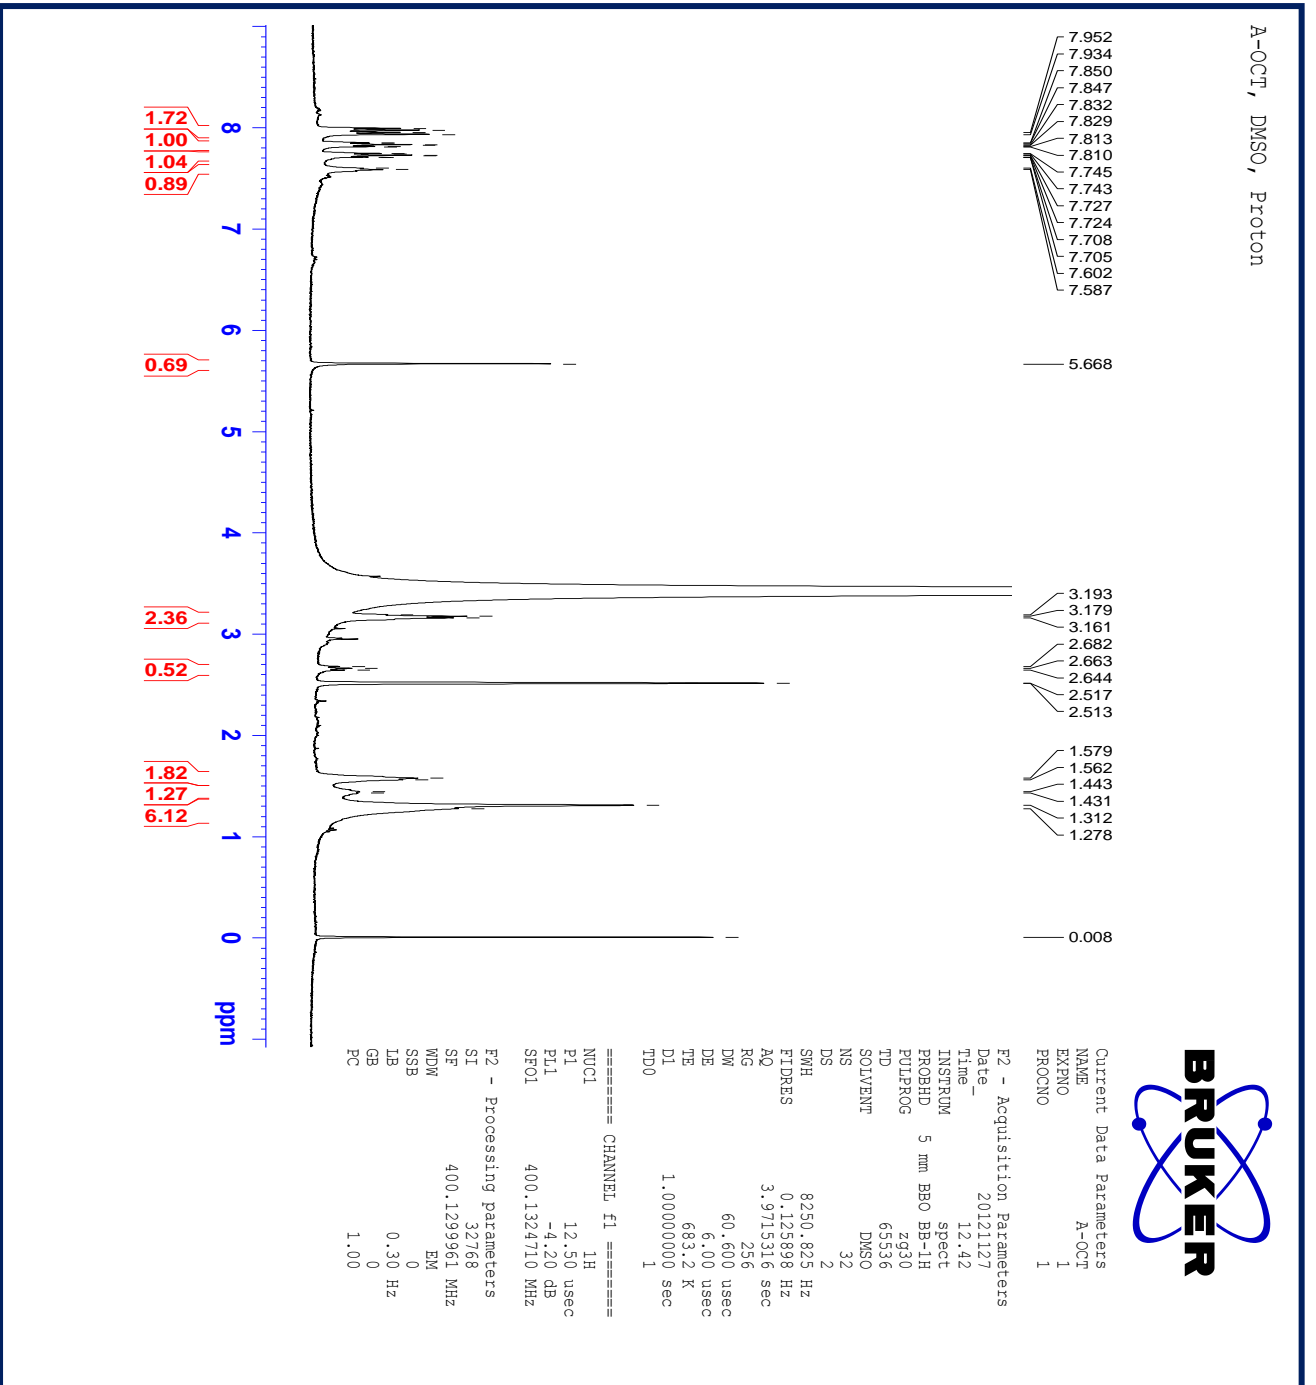 A-OCT, DMSO, Proton
7.952
7.934
7.850
7.847
7.832
7.829
7.813
7.810
7.745
7.743
7.727
7.724
7.708
7.705
7.602
7.587
5.668
3.193
3.179
3.161
2.682
2.663
2.644
2.517
2.513
1.579
1.562
1.443
1.431
1.312
1.278
0.008
BRUKER
Current Data Parameters
NAME A-OCT
EXPNO 1
PROCNO 1
F2 - Acquisition Parameters
Date_ 20121127
Time 12.42
INSTRUM spect
PROBHD 5 mm BBO BB-1H
PULPROG zg30
TD 65536
SOLVENT DMSO
NS 32
DS 2
SWH 8250.825 Hz
FIDRES 0.125898 Hz
AQ 3.9715316 sec
RG 256
DW 60.600 usec
DE 6.00 usec
TE 683.2 K
D1 1.00000000 sec
TD0 1
======== CHANNEL f1 ========
NUC1 1H
P1 12.50 usec
PL1 -4.20 dB
SFO1 400.1324710 MHz
F2 - Processing parameters
SI 32768
SF 400.1299961 MHz
WDW EM
SSB 0
LB 0.30 Hz
GB 0
PC 1.00
8 7 6 5 4 3 2 1 0 ppm
1.72
1.00
1.04
0.89
0.69
2.36
0.52
1.82
1.27
6.12